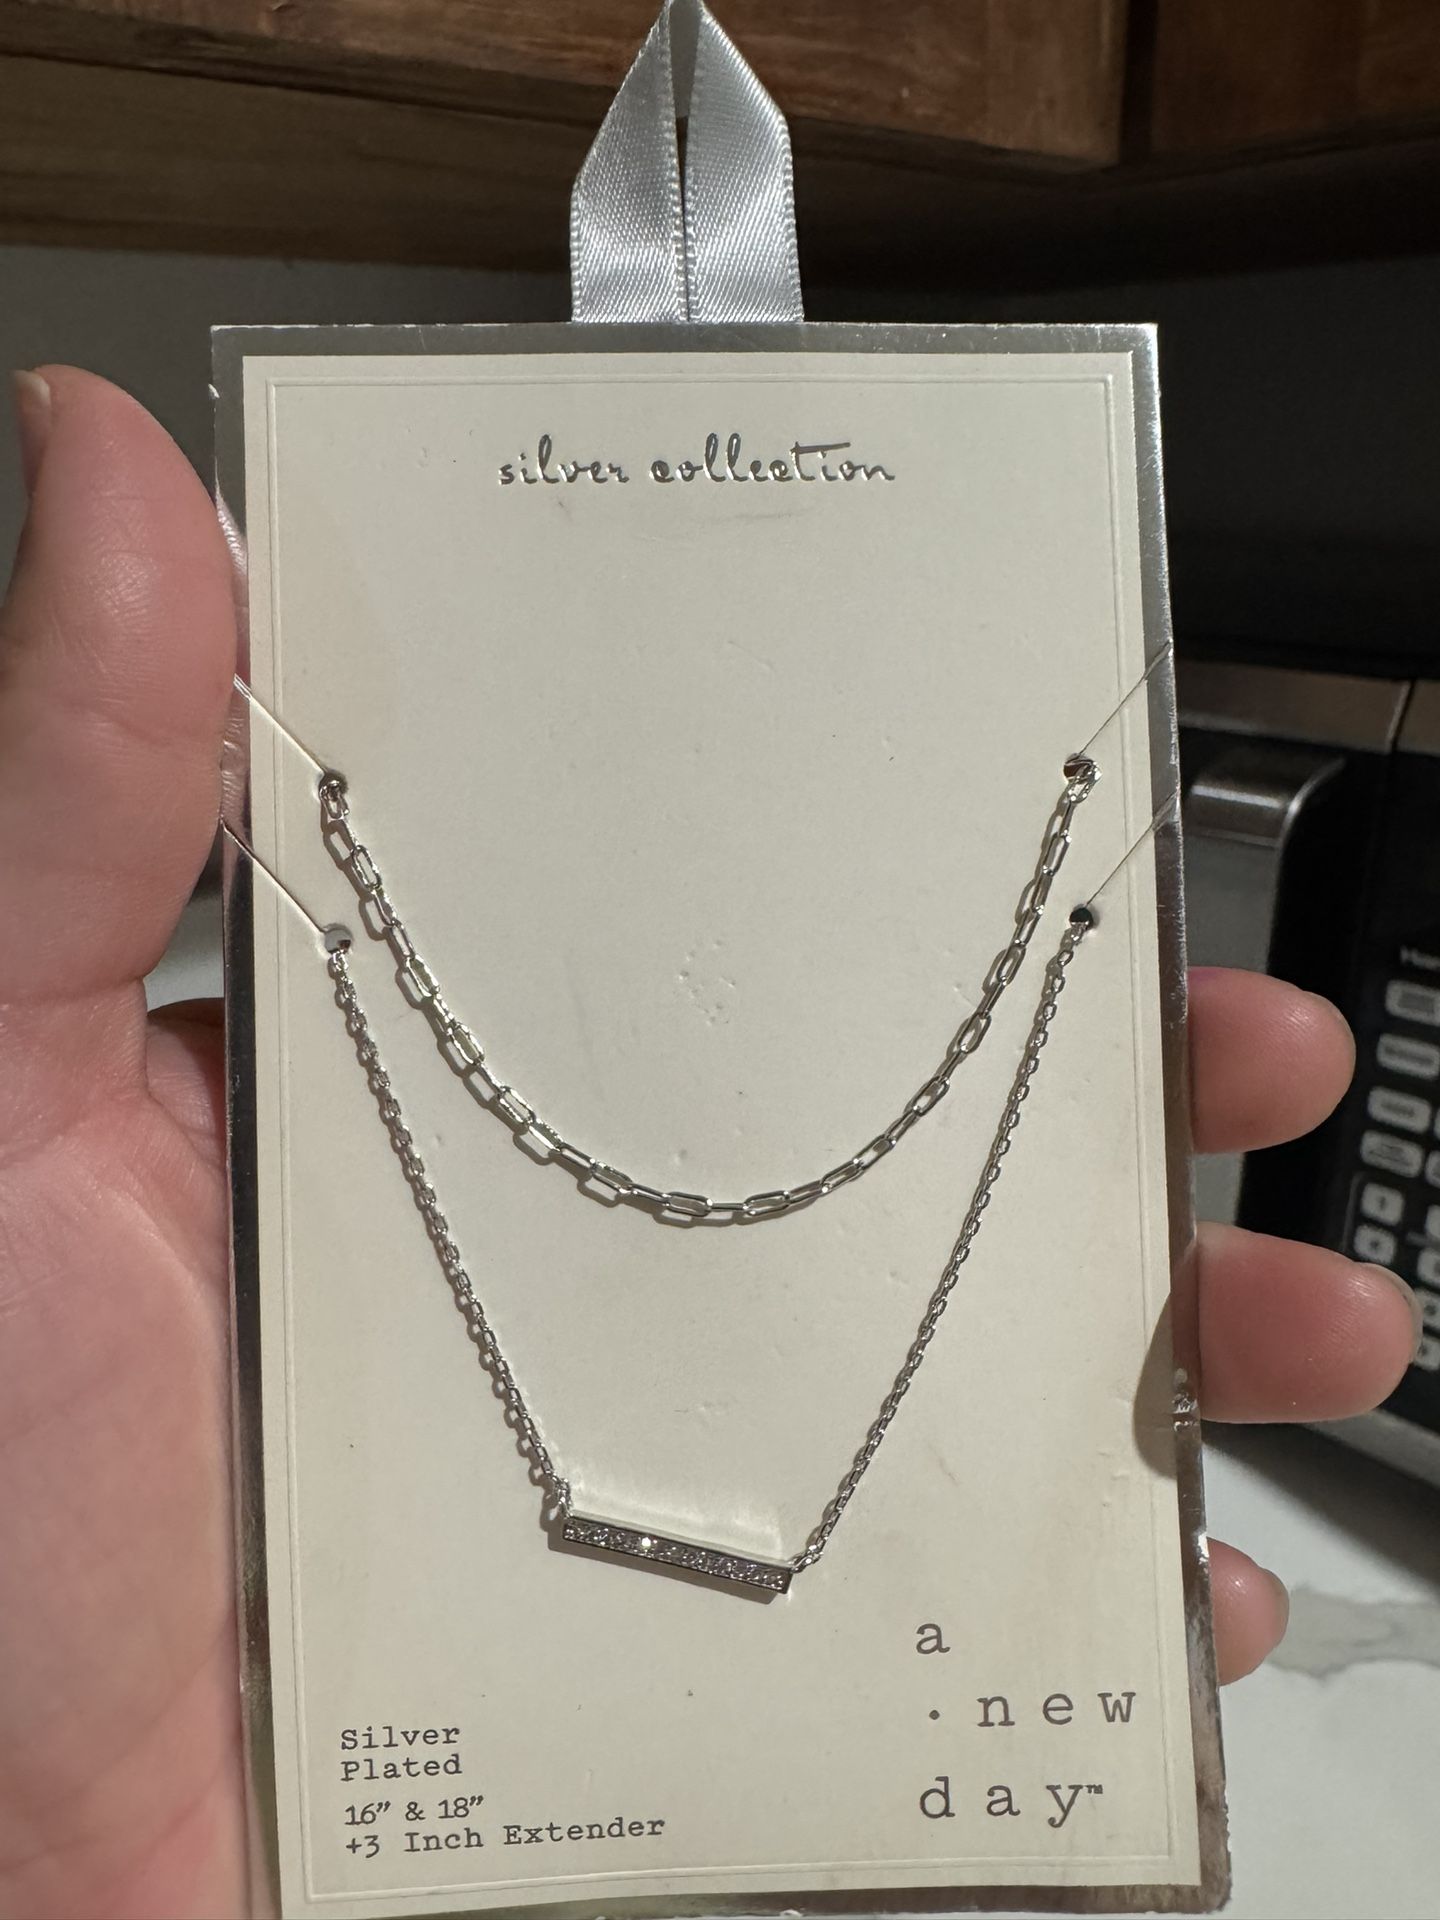 silver collection
a
· new
day™
Silver
Plated
16” & 18”
+3 Inch Extender